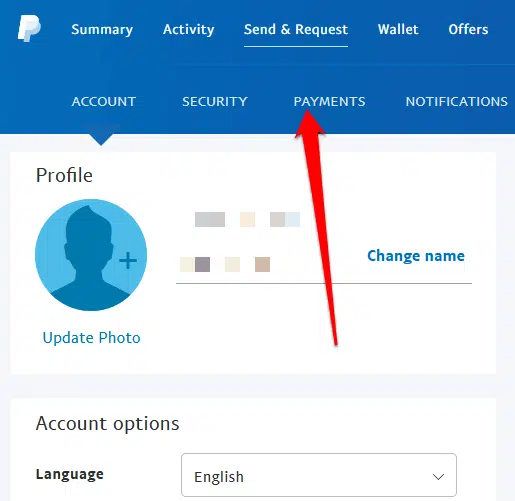 Summary Activity Send & Request Wallet Offers
ACCOUNT SECURITY PAYMENTS NOTIFICATIONS
Profile
Change name
Update Photo
Account options
Language English